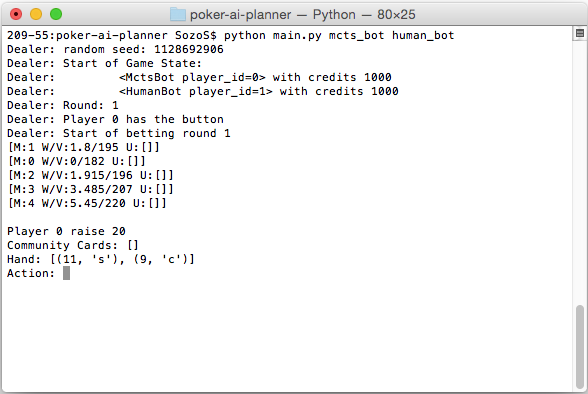 poker-ai-planner — Python — 80×25
209-55:poker-ai-planner SozoS$ python main.py mcts_bot human_bot
Dealer: random seed: 1128692906
Dealer: Start of Game State:
Dealer:         <MctsBot player_id=0> with credits 1000
Dealer:         <HumanBot player_id=1> with credits 1000
Dealer: Round: 1
Dealer: Player 0 has the button
Dealer: Start of betting round 1
[M:1 W/V:1.8/195 U:[]]
[M:0 W/V:0/182 U:[]]
[M:2 W/V:1.915/196 U:[]]
[M:3 W/V:3.485/207 U:[]]
[M:4 W/V:5.45/220 U:[]]
Player 0 raise 20
Community Cards: []
Hand: [(11, 's'), (9, 'c')]
Action: